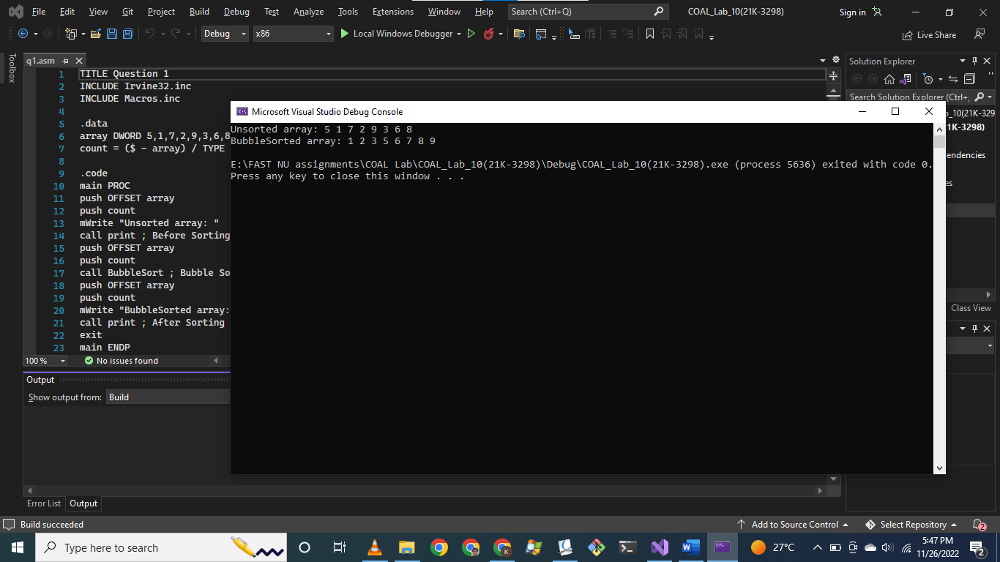 File Edit View Git Project Build Debug Test Analyze Tools Extensions Window Help Search (Ctrl+Q) COAL_Lab_10(21K-3298) Sign in
Debug x86 Local Windows Debugger Live Share
Toolbox
q1.asm
Solution Explorer
Search Solution Explorer (Ctrl+;
1 TITLE Question 1
2 INCLUDE Irvine32.inc
3 INCLUDE Macros.inc
4
5 .data
6 array DWORD 5,1,7,2,9,3,6,8
7 count = ($ - array) / TYPE
8
9 .code
10 main PROC
11 push OFFSET array
12 push count
13 mWrite "Unsorted array: "
14 call print ; Before Sorting
15 push OFFSET array
16 push count
17 call BubbleSort ; Bubble So
18 push OFFSET array
19 push count
20 mWrite "BubbleSorted array:
21 call print ; After Sorting
22 exit
23 main ENDP
Microsoft Visual Studio Debug Console
Unsorted array: 5 1 7 2 9 3 6 8
BubbleSorted array: 1 2 3 5 6 7 8 9
E:\FAST NU assignments\COAL Lab\COAL_Lab_10(21K-3298)\Debug\COAL_Lab_10(21K-3298).exe (process 5636) exited with code 0.
Press any key to close this window . . .
b_10(21K-329
1K-3298)
endencies
es
Class View
100 % No issues found
Output
Show output from: Build
Error List Output
Build succeeded Add to Source Control Select Repository 2
Type here to search 27°C 5:47 PM
11/26/2022 2